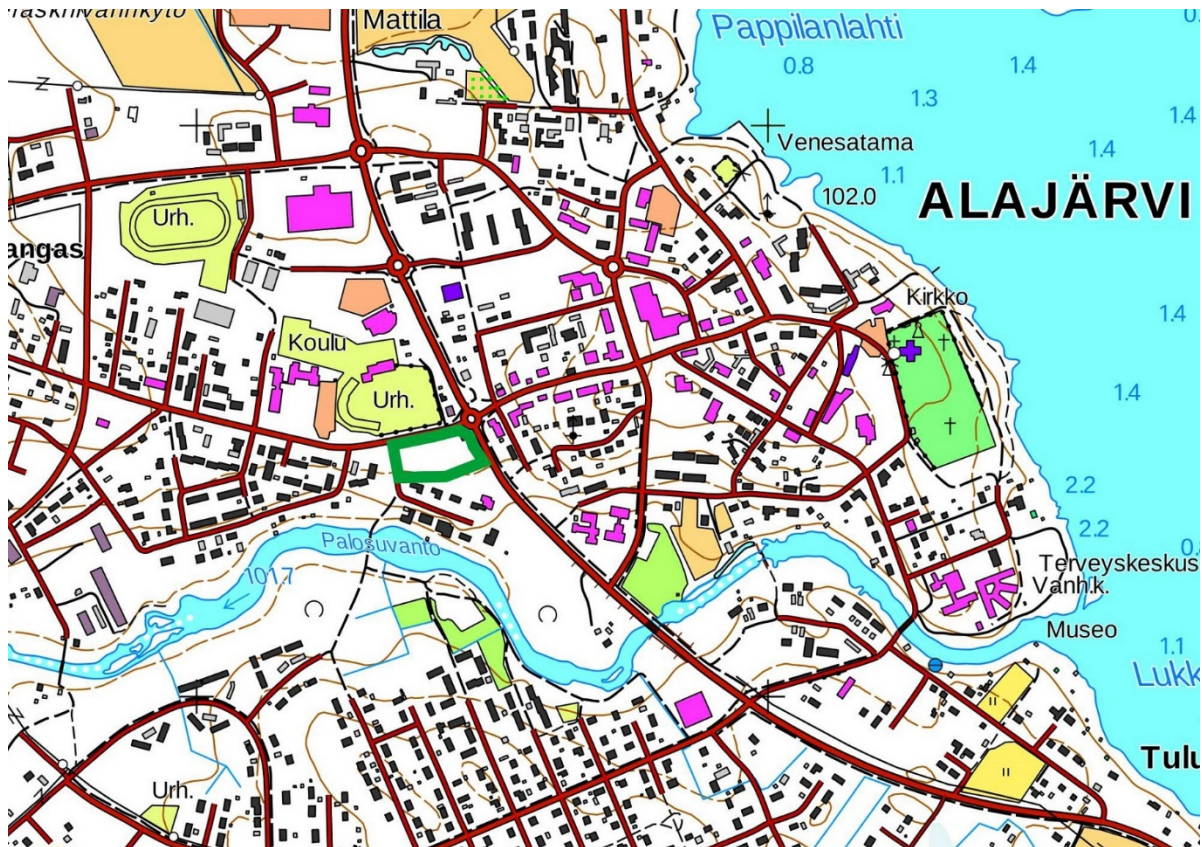 Mattila
Pappilanlahti
0.8
1.4
1.3
1.4
Venesatama
1.4
1.1
102.0
ALAJÄRVI
Urh.
angas
Kirkko
1.4
Koulu
Urh.
1.4
2.2
2.2
Palosuvanto
101.7
Terveyskeskus
Vanh.k.
Museo
1.1
Lukk
Tulu
Urh.